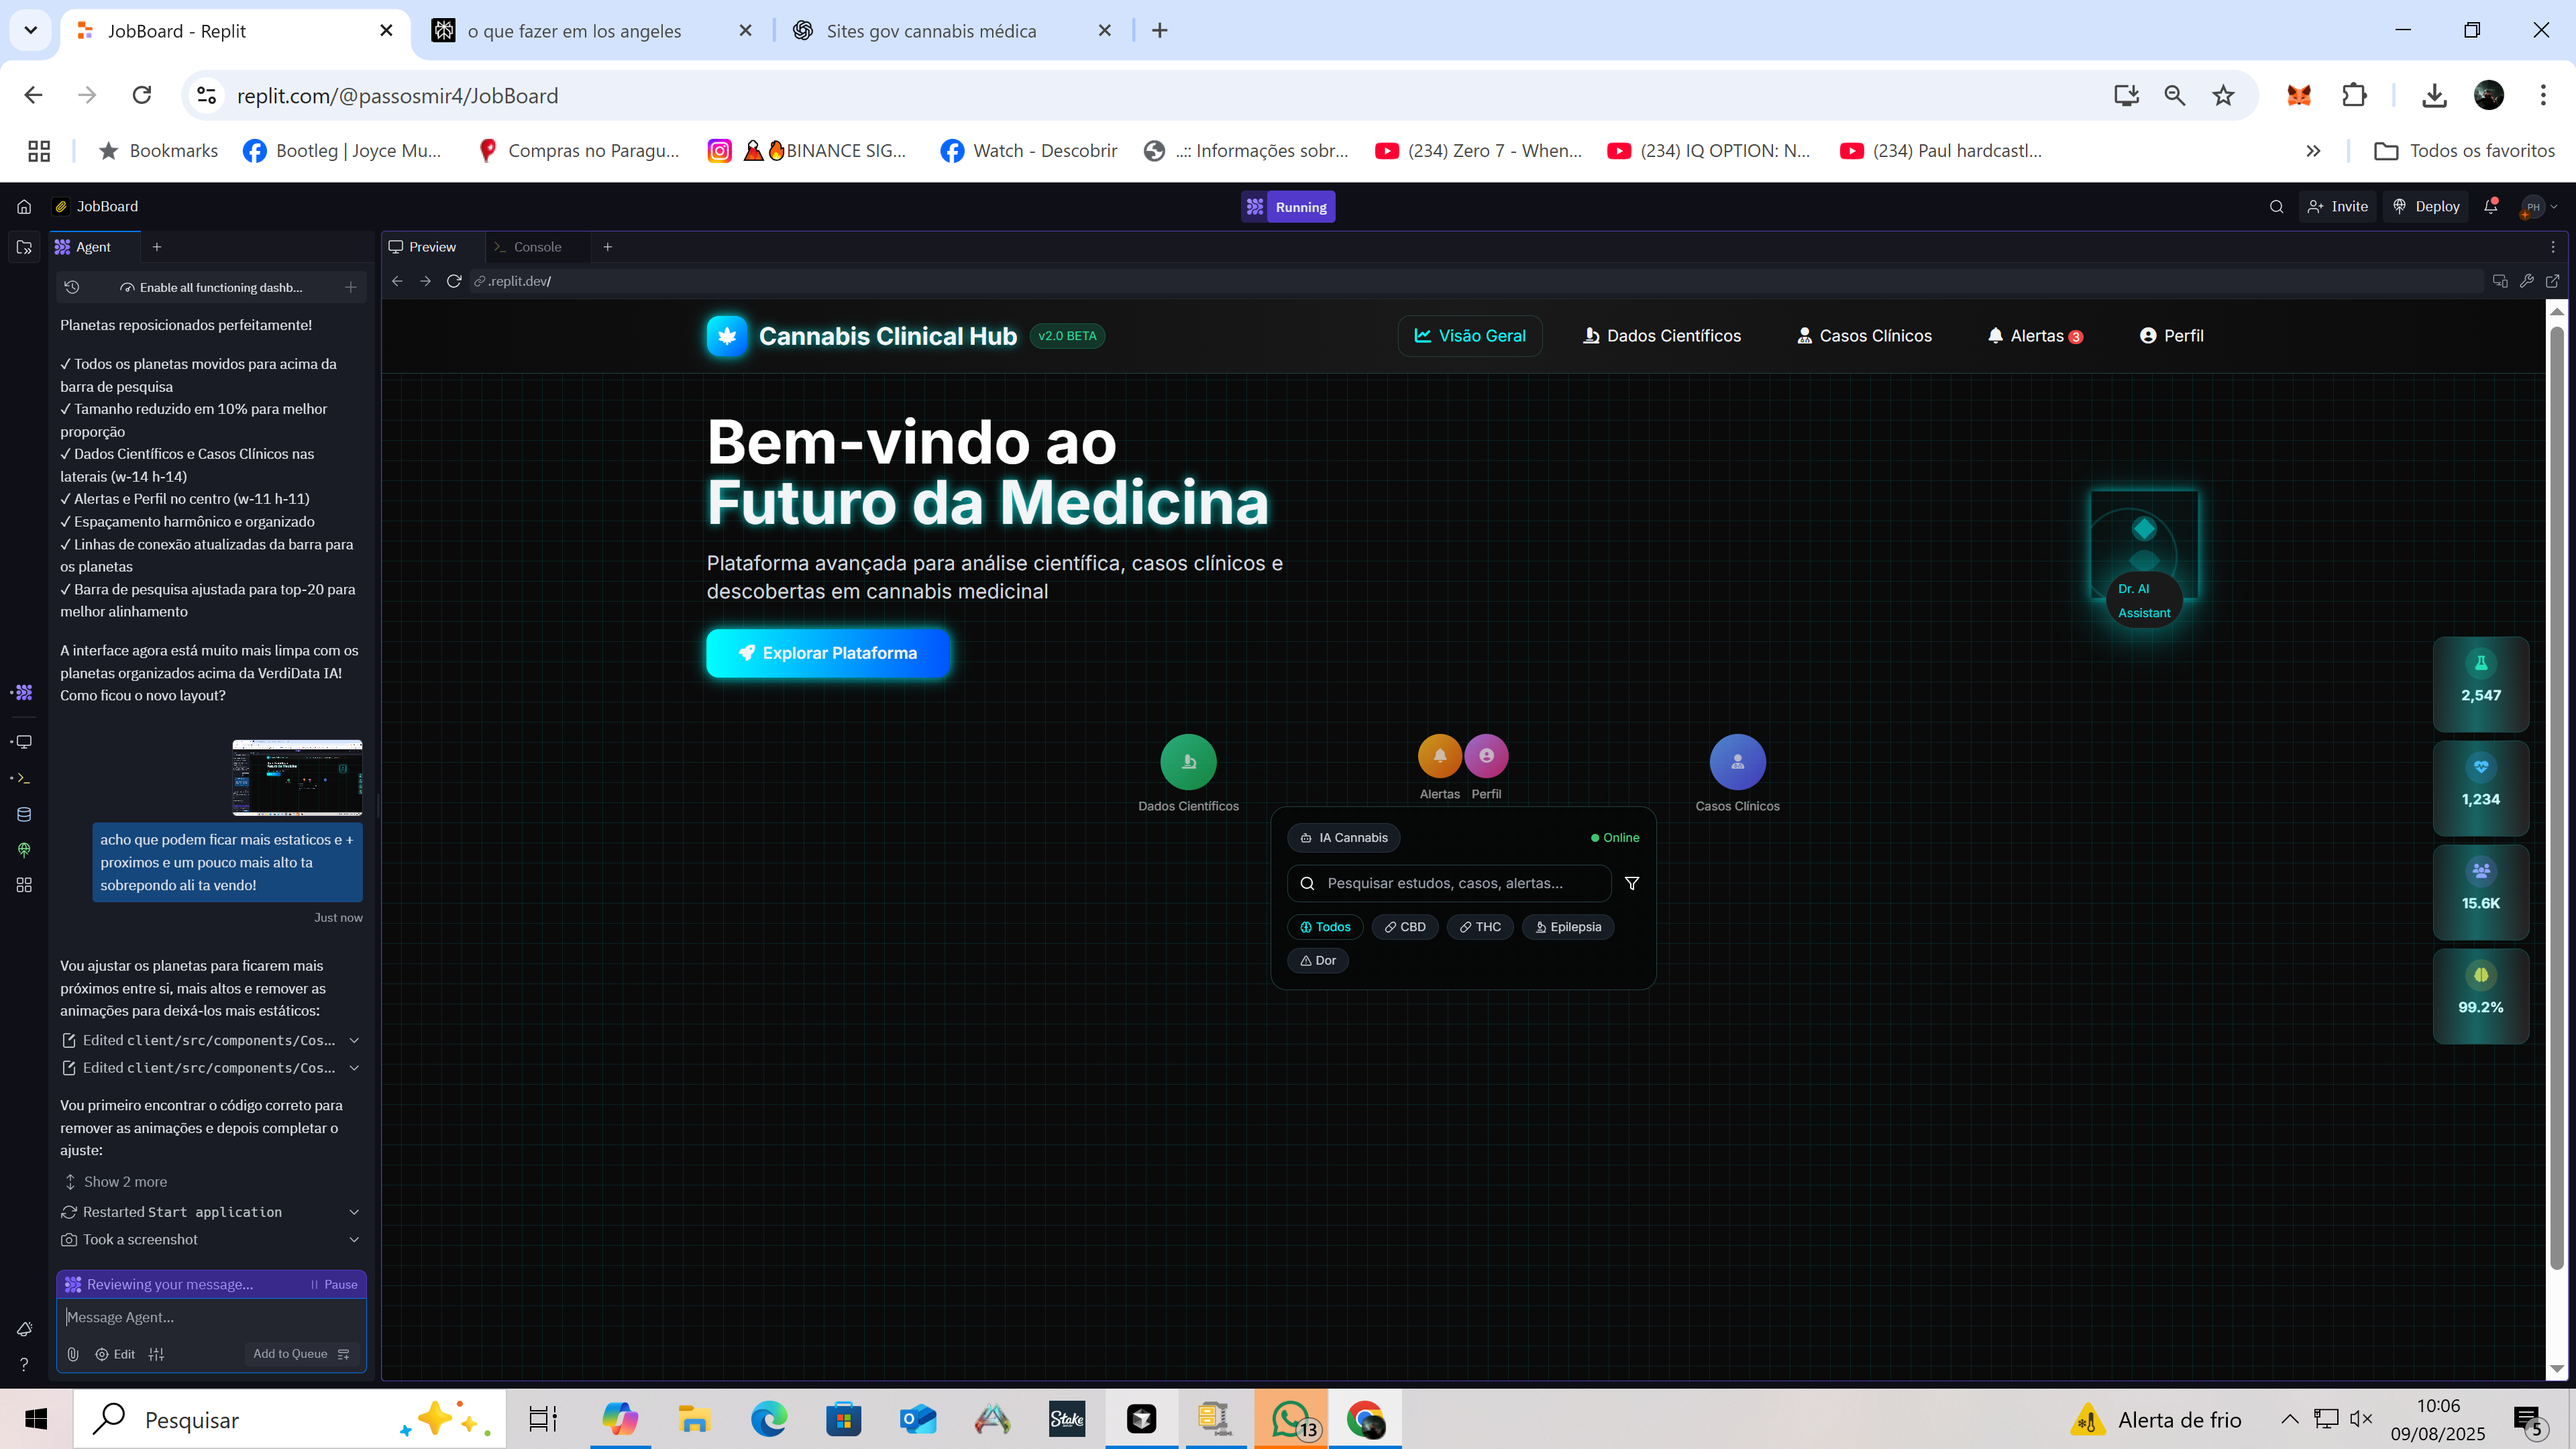 JobBoard - Replit
o que fazer em los angeles
Sites gov cannabis médica
replit.com/@passosmir4/JobBoard
Bookmarks
Bootleg | Joyce Mu...
Compras no Paragu...
BINANCE SIG...
Watch - Descobrir
..:: Informações sobr...
(234) Zero 7 - When...
(234) IQ OPTION: N...
(234) Paul hardcastl...
Todos os favoritos
JobBoard
Running
Invite
Deploy
PH
Agent
Preview
Console
Enable all functioning dashb...
.replit.dev/
Planetas reposicionados perfeitamente!
✓ Todos os planetas movidos para acima da
barra de pesquisa
✓ Tamanho reduzido em 10% para melhor
proporção
✓ Dados Científicos e Casos Clínicos nas
laterais (w-14 h-14)
✓ Alertas e Perfil no centro (w-11 h-11)
✓ Espaçamento harmônico e organizado
✓ Linhas de conexão atualizadas da barra para
os planetas
✓ Barra de pesquisa ajustada para top-20 para
melhor alinhamento
A interface agora está muito mais limpa com os
planetas organizados acima da VerdiData IA!
Como ficou o novo layout?
acho que podem ficar mais estaticos e +
proximos e um pouco mais alto ta
sobrepondo ali ta vendo!
Just now
Vou ajustar os planetas para ficarem mais
próximos entre si, mais altos e remover as
animações para deixá-los mais estáticos:
Edited client/src/components/Cos...
Edited client/src/components/Cos...
Vou primeiro encontrar o código correto para
remover as animações e depois completar o
ajuste:
Show 2 more
Restarted Start application
Took a screenshot
Reviewing your message...
Pause
Message Agent...
Edit
Add to Queue
Cannabis Clinical Hub
v2.0 BETA
Visão Geral
Dados Científicos
Casos Clínicos
Alertas 3
Perfil
Bem-vindo ao
Futuro da Medicina
Plataforma avançada para análise científica, casos clínicos e
descobertas em cannabis medicinal
Explorar Plataforma
Dr. AI
Assistant
2,547
1,234
15.6K
99.2%
Dados Científicos
Alertas
Perfil
Casos Clínicos
IA Cannabis
Online
Pesquisar estudos, casos, alertas...
Todos
CBD
THC
Epilepsia
Dor
Pesquisar
Stake
13
Alerta de frio
10:06
09/08/2025
5